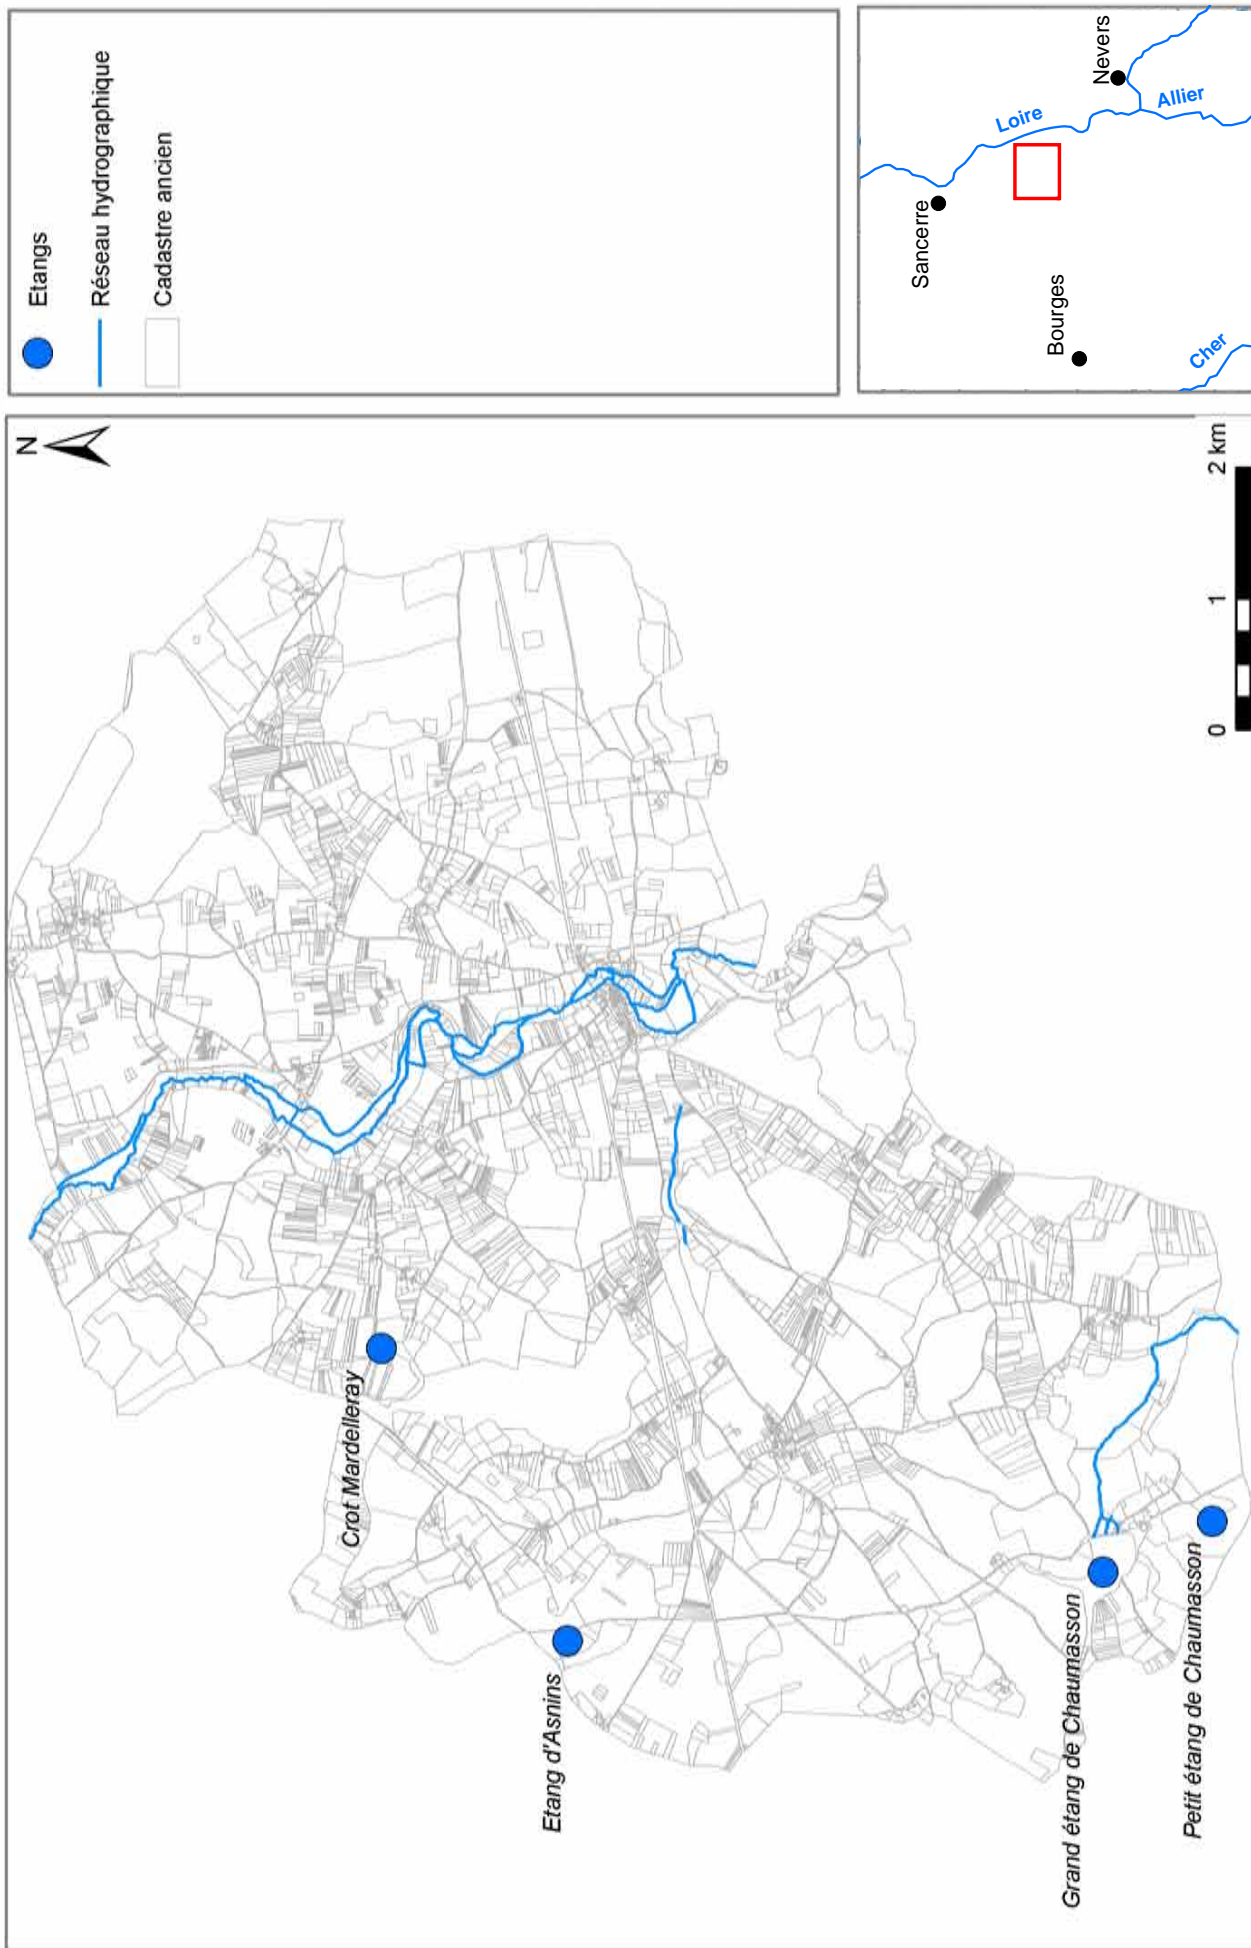 N
Crot Mardelleray
Etang d'Asnins
Grand étang de Chaumasson
Petit étang de Chaumasson
0 1 2 km
Etangs
Réseau hydrographique
Cadastre ancien
Sancerre
Bourges
Nevers
Loire
Allier
Cher